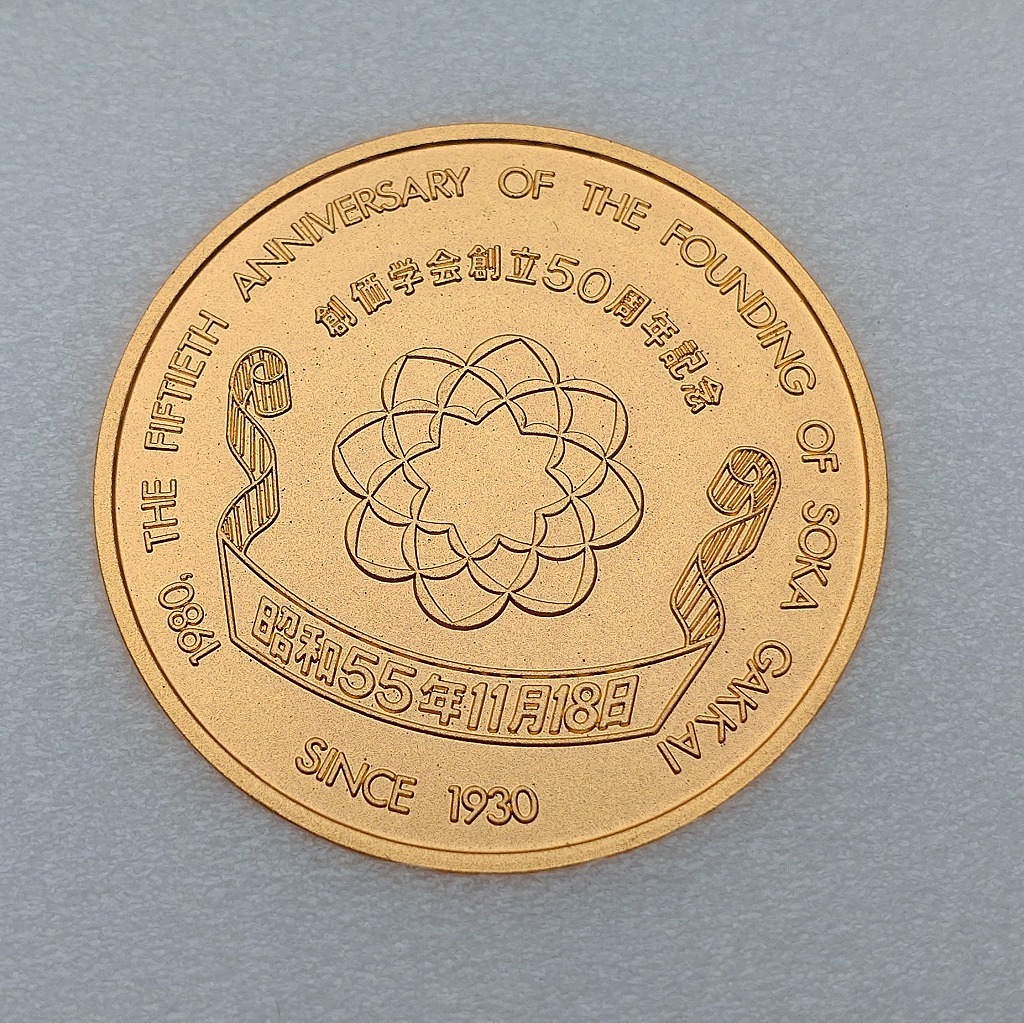 1980. THE FIFTIETH ANNIVERSARY OF THE FOUNDING OF SOKA GAKKAI
創価学会創立50周年記念
昭和55年11月18日
SINCE 1930